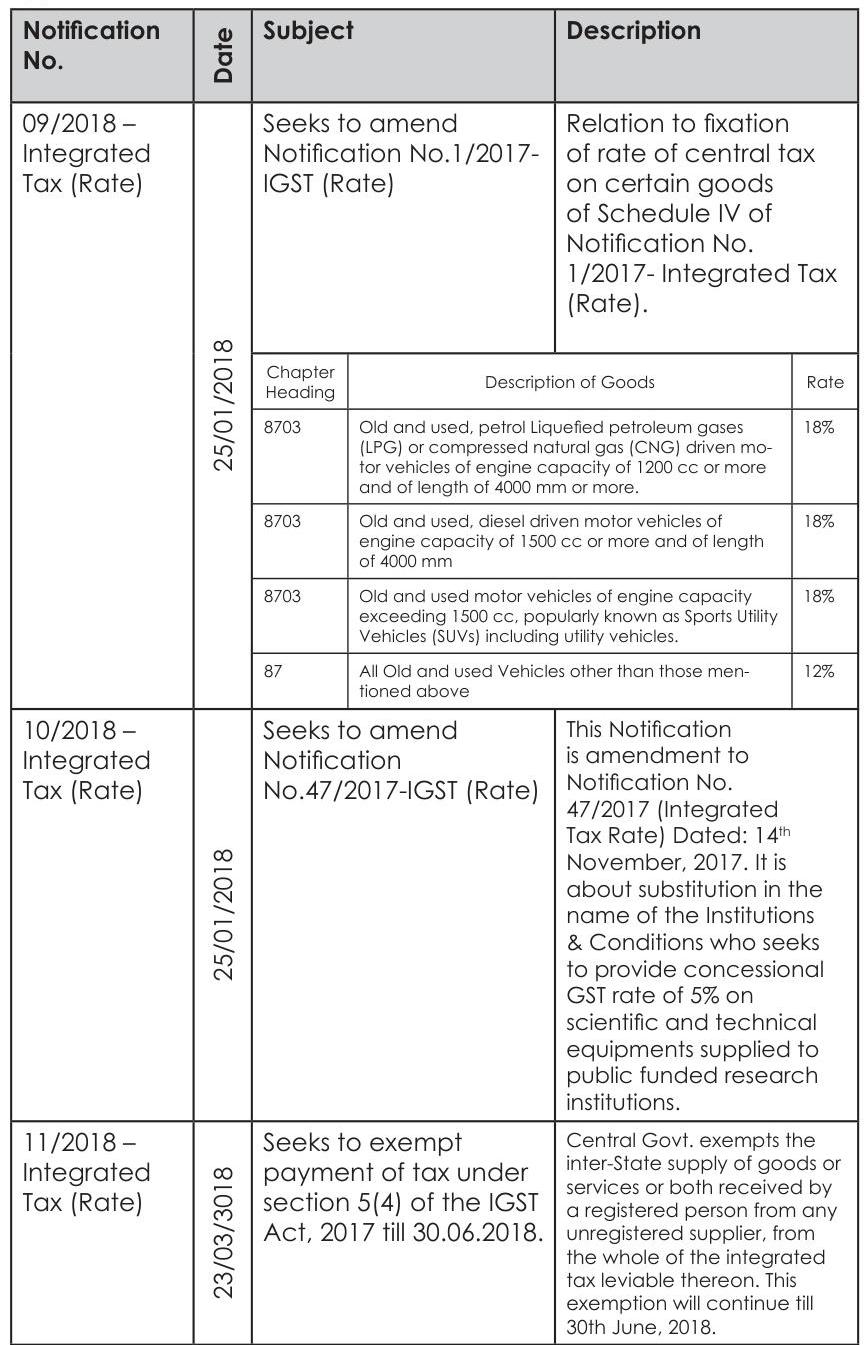 Notification
No.
Date
Subject
Description
09/2018 –
Integrated
Tax (Rate)
25/01/2018
Seeks to amend
Notification No.1/2017-
IGST (Rate)
Relation to fixation
of rate of central tax
on certain goods
of Schedule IV of
Notification No.
1/2017- Integrated Tax
(Rate).
Chapter
Heading
Description of Goods
Rate
8703
Old and used, petrol Liquefied petroleum gases
(LPG) or compressed natural gas (CNG) driven mo-
tor vehicles of engine capacity of 1200 cc or more
and of length of 4000 mm or more.
18%
8703
Old and used, diesel driven motor vehicles of
engine capacity of 1500 cc or more and of length
of 4000 mm
18%
8703
Old and used motor vehicles of engine capacity
exceeding 1500 cc, popularly known as Sports Utility
Vehicles (SUVs) including utility vehicles.
18%
87
All Old and used Vehicles other than those men-
tioned above
12%
10/2018 –
Integrated
Tax (Rate)
25/01/2018
Seeks to amend
Notification
No.47/2017-IGST (Rate)
This Notification
is amendment to
Notification No.
47/2017 (Integrated
Tax Rate) Dated: 14th
November, 2017. It is
about substitution in the
name of the Institutions
& Conditions who seeks
to provide concessional
GST rate of 5% on
scientific and technical
equipments supplied to
public funded research
institutions.
11/2018 –
Integrated
Tax (Rate)
23/03/3018
Seeks to exempt
payment of tax under
section 5(4) of the IGST
Act, 2017 till 30.06.2018.
Central Govt. exempts the
inter-State supply of goods or
services or both received by
a registered person from any
unregistered supplier, from
the whole of the integrated
tax leviable thereon. This
exemption will continue till
30th June, 2018.